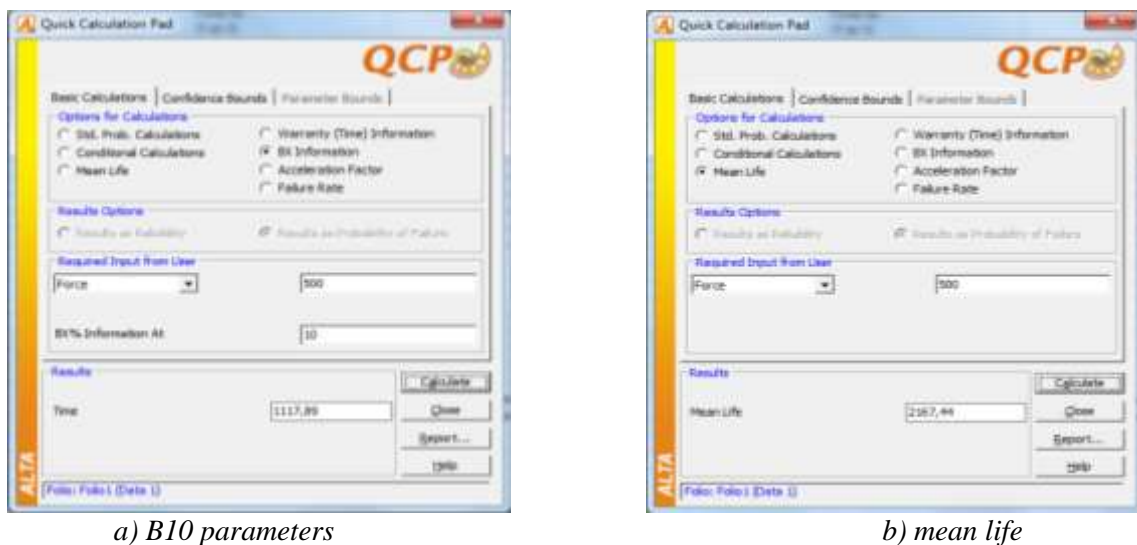 Quick Calculation Pad
QCP
Basic Calculations Confidence Bounds Parameter Bounds
Options for Calculations
Std. Prob. Calculations Warranty (Time) Information
Conditional Calculations BX Information
Mean Life Acceleration Factor
Failure Rate
Results Options
Results as Reliability Results as Probability of Failure
Required Input from User
Force 500
BX% Information At 10
Results
Calculate
Time 1117,89 Close
Report...
Help
ALTA
Folio: Folio1 (Data 1)
a) B10 parameters
Quick Calculation Pad
QCP
Basic Calculations Confidence Bounds Parameter Bounds
Options for Calculations
Std. Prob. Calculations Warranty (Time) Information
Conditional Calculations BX Information
Mean Life Acceleration Factor
Failure Rate
Results Options
Results as Reliability Results as Probability of Failure
Required Input from User
Force 500
Results
Calculate
Mean Life 2167,44 Close
Report...
Help
ALTA
Folio: Folio1 (Data 1)
b) mean life